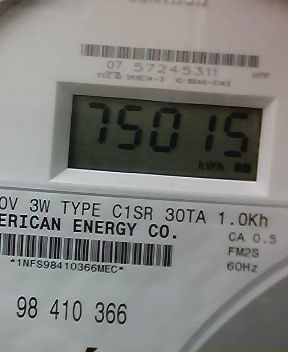 07 57245311
HPP
75015
kWh
0V 3W TYPE C1SR 30TA 1.0Kh
ERICAN ENERGY CO.
CA 0.5
*1NFS98410366MEC*
FM2S
60Hz
98 410 366